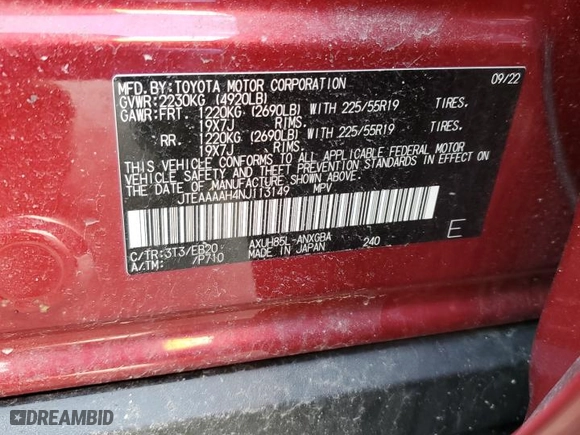 MFD.BY:TOYOTA MOTOR CORPORATION 09/22
GVWR:2230KG (4920LB)
GAWR:FRT. 1220KG (2690LB) WITH 225/55R19 TIRES.
19X7J RIMS.
RR. 1220KG (2690LB) WITH 225/55R19 TIRES.
19X7J RIMS.
THIS VEHICLE CONFORMS TO ALL APPLICABLE FEDERAL MOTOR
VEHICLE SAFETY AND THEFT PREVENTION STANDARDS IN EFFECT ON
THE DATE OF MANUFACTURE SHOWN ABOVE.
JTEAAAAH4NJ113149 MPV
C/TR:3T3/EB20 AXUH85L-ANXGBA 240 E
A/TM: /P710 MADE IN JAPAN
DREAMBID